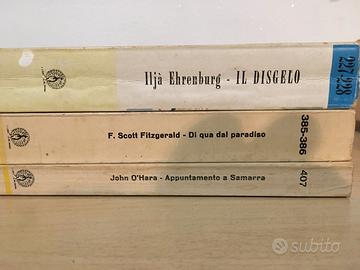 Iljà Ehrenburg - IL DISGELO
227-228
F. Scott Fitzgerald - Di qua dal paradiso
385-386
John O'Hara - Appuntamento a Samarra
407
subito